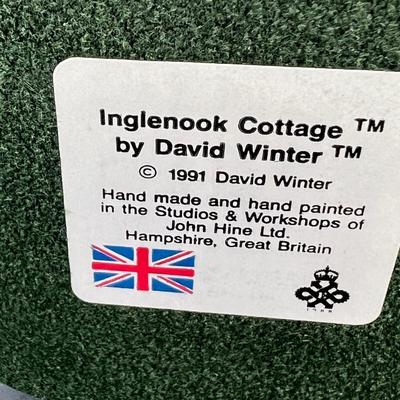 Inglenook Cottage ™
by David Winter ™
© 1991 David Winter
Hand made and hand painted
in the Studios & Workshops of
John Hine Ltd.
Hampshire, Great Britain